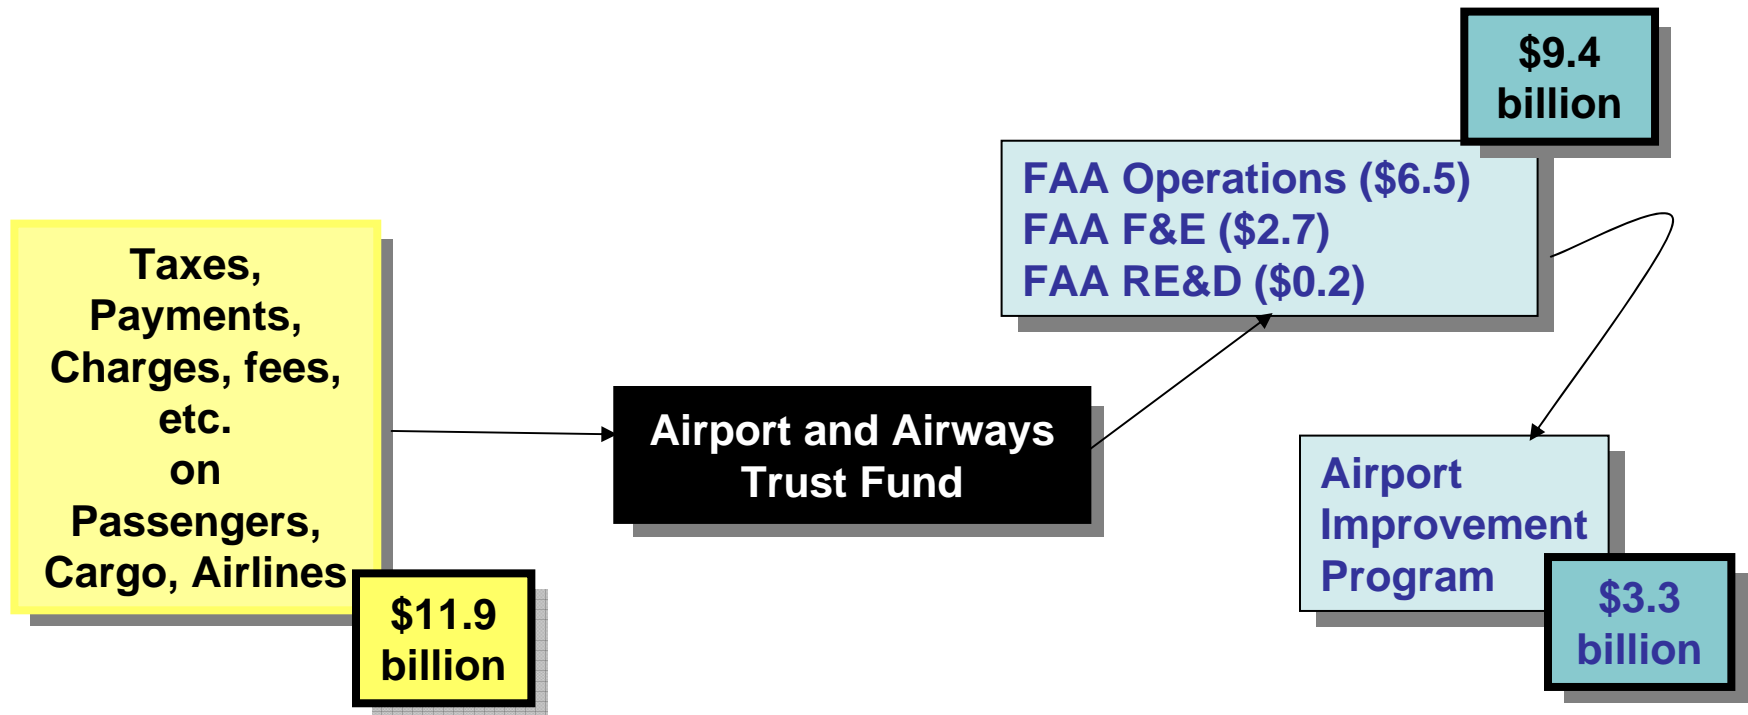 Taxes,
Payments,
Charges, fees,
etc.
on
Passengers,
Cargo, Airlines
$11.9
billion
Airport and Airways
Trust Fund
$9.4
billion
FAA Operations ($6.5)
FAA F&E ($2.7)
FAA RE&D ($0.2)
Airport
Improvement
Program
$3.3
billion